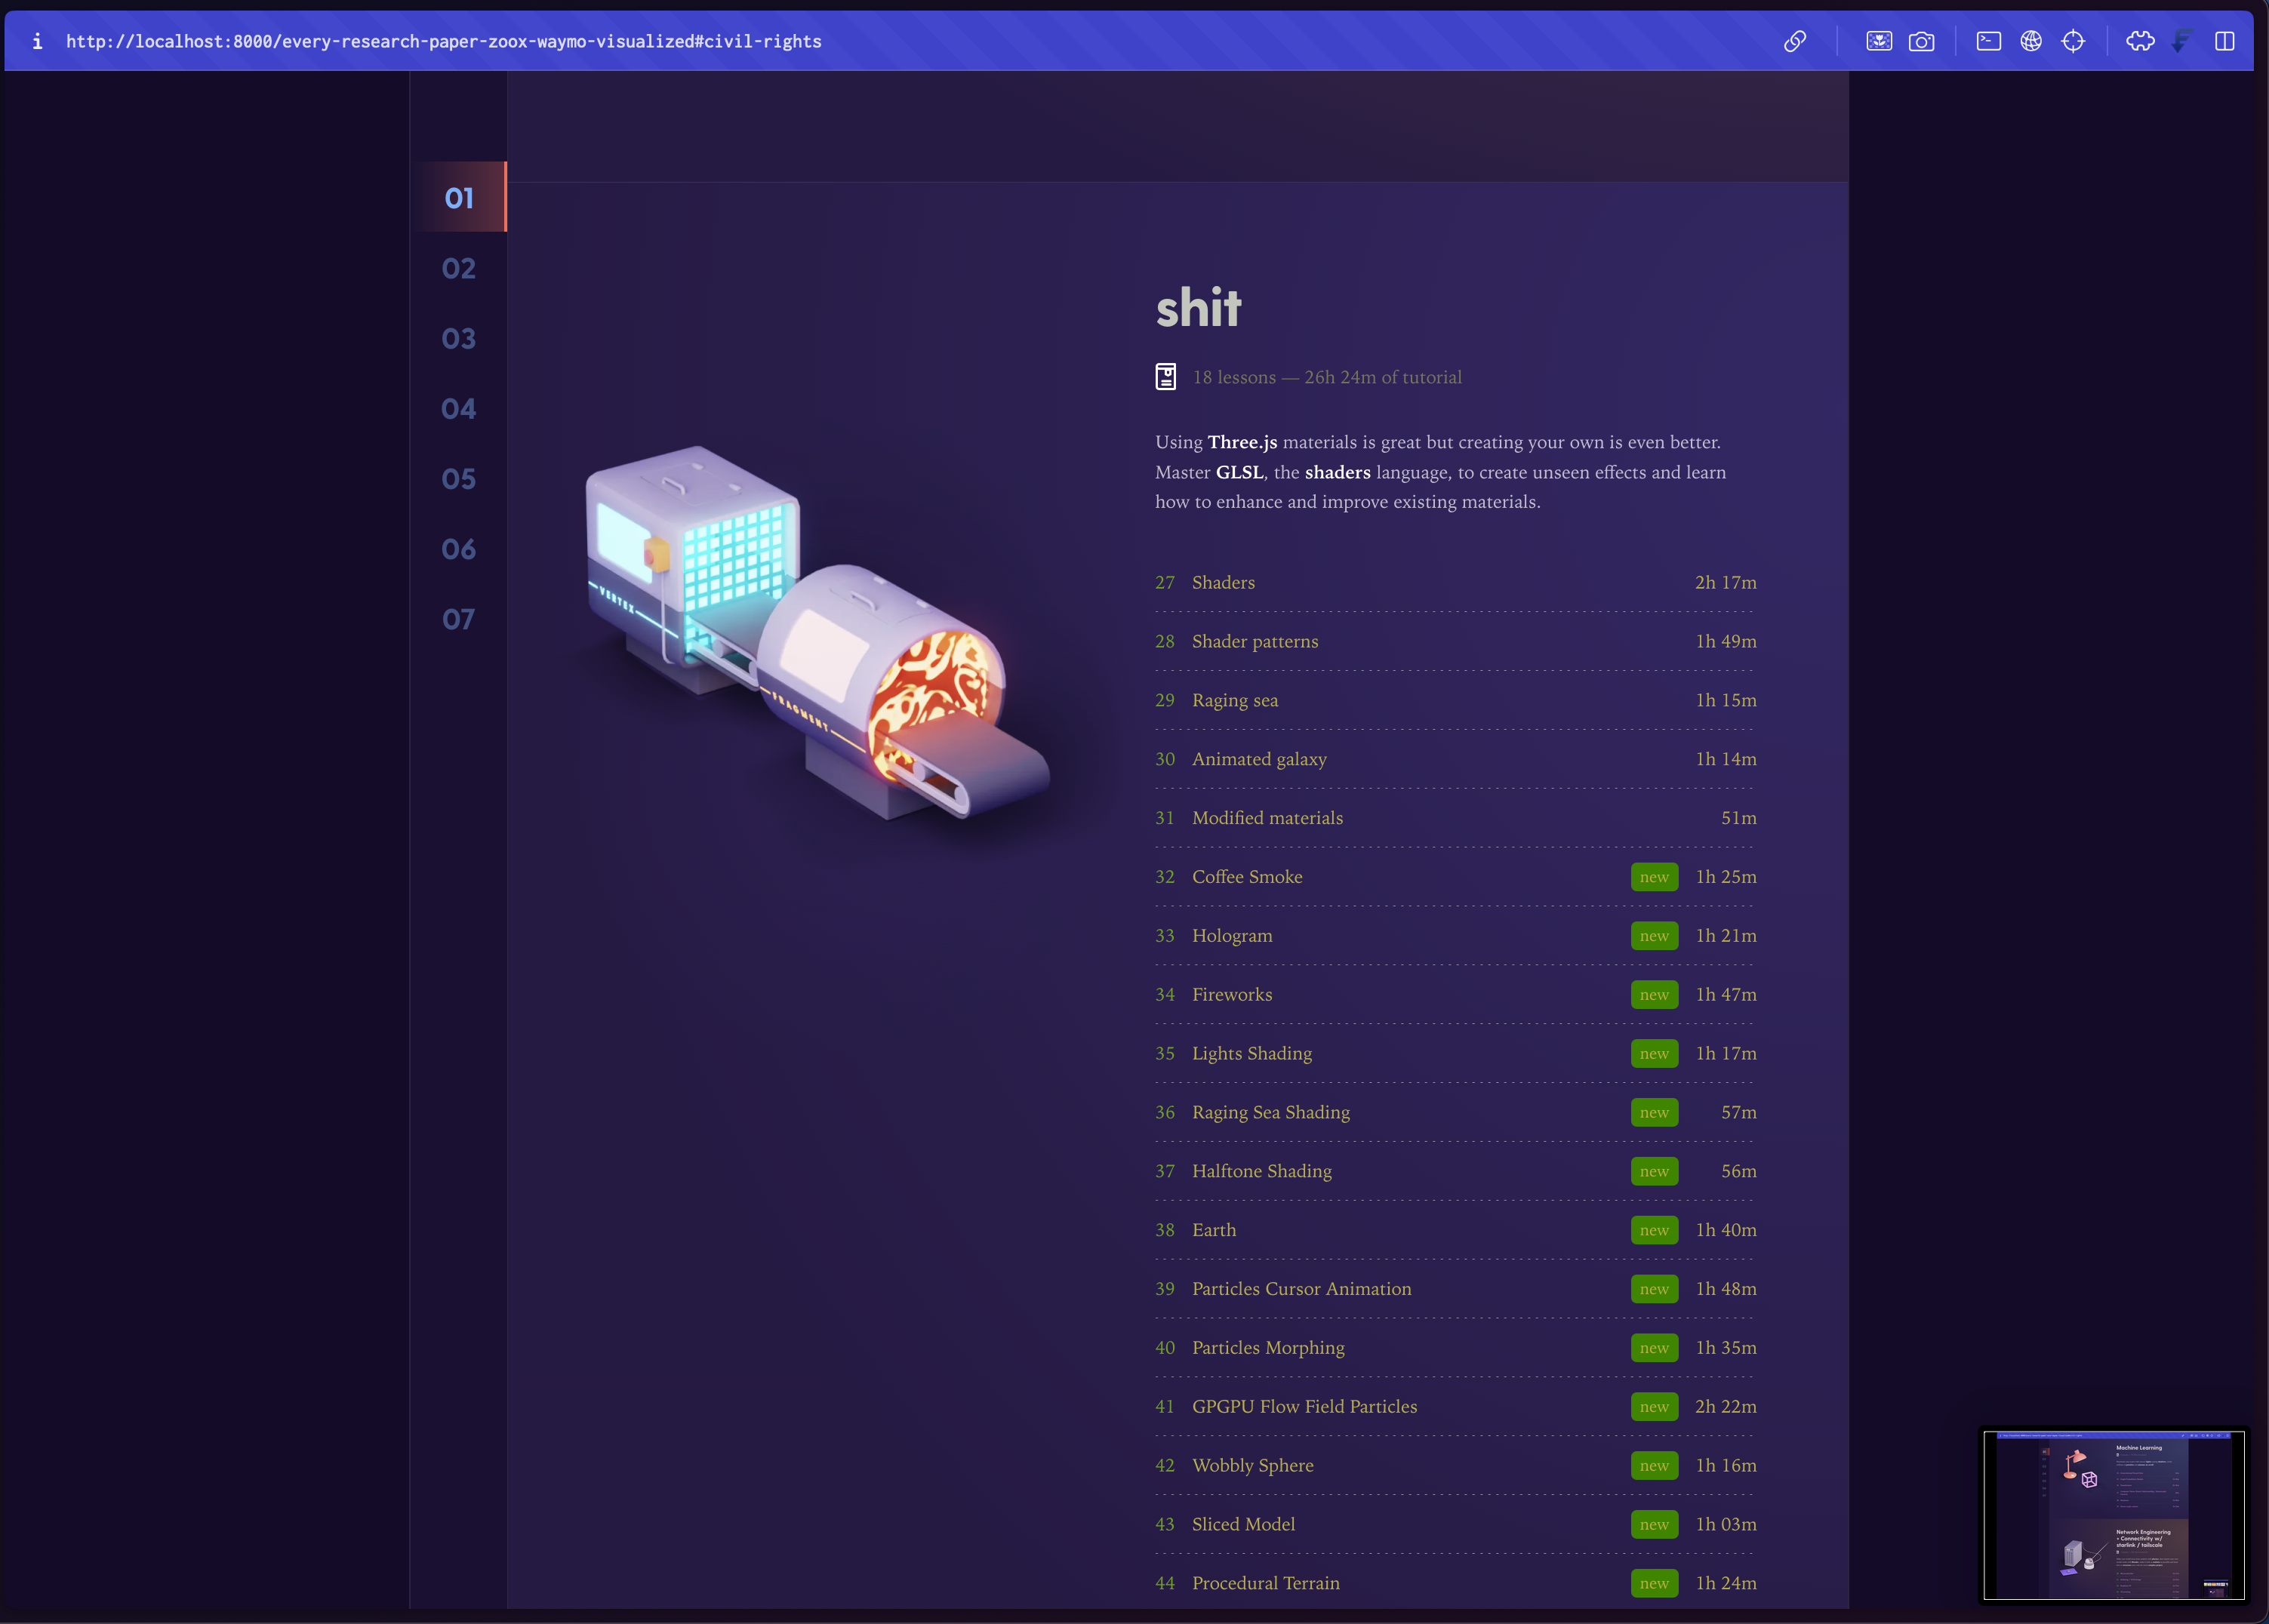 i http://localhost:8000/every-research-paper-zoox-waymo-visualized#civil-rights
01
02
03
04
05
06
07
VERTEX
FRAGMENT
shit
18 lessons — 26h 24m of tutorial
Using Three.js materials is great but creating your own is even better.
Master GLSL, the shaders language, to create unseen effects and learn
how to enhance and improve existing materials.
27 Shaders 2h 17m
28 Shader patterns 1h 49m
29 Raging sea 1h 15m
30 Animated galaxy 1h 14m
31 Modified materials 51m
32 Coffee Smoke new 1h 25m
33 Hologram new 1h 21m
34 Fireworks new 1h 47m
35 Lights Shading new 1h 17m
36 Raging Sea Shading new 57m
37 Halftone Shading new 56m
38 Earth new 1h 40m
39 Particles Cursor Animation new 1h 48m
40 Particles Morphing new 1h 35m
41 GPGPU Flow Field Particles new 2h 22m
42 Wobbly Sphere new 1h 16m
43 Sliced Model new 1h 03m
44 Procedural Terrain new 1h 24m
Machine Learning
Network Engineering
+ Connectivity w/
starlink / tailscale